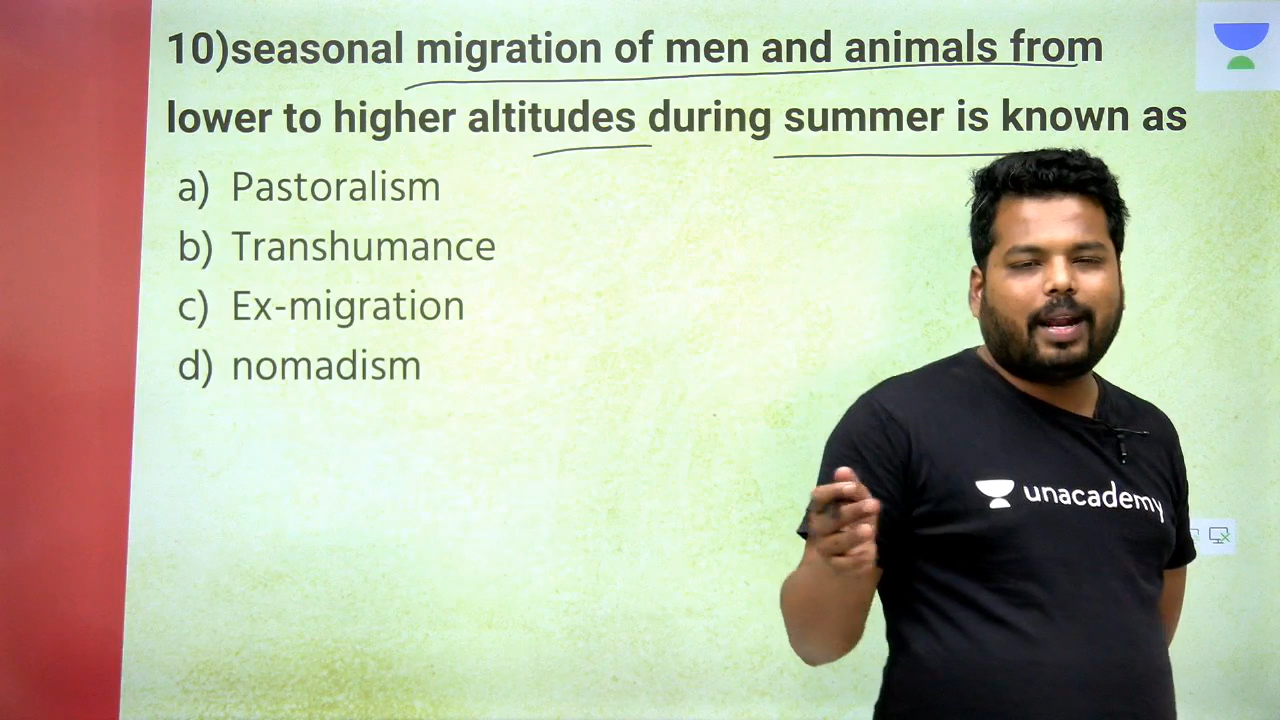 10)seasonal migration of men and animals from
lower to higher altitudes during summer is known as
a) Pastoralism
b) Transhumance
c) Ex-migration
d) nomadism
unacademy